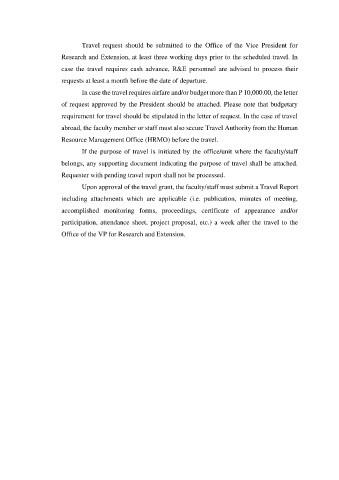 Travel request should be submitted to the Office of the Vice President for
Research and Extension, at least three working days prior to the scheduled travel. In
case the travel requires cash advance, R&E personnel are advised to process their
requests at least a month before the date of departure.
In case the travel requires airfare and/or budget more than P 10,000.00, the letter
of request approved by the President should be attached. Please note that budgetary
requirement for travel should be stipulated in the letter of request. In the case of travel
abroad, the faculty member or staff must also secure Travel Authority from the Human
Resource Management Office (HRMO) before the travel.
If the purpose of travel is initiated by the office/unit where the faculty/staff
belongs, any supporting document indicating the purpose of travel shall be attached.
Requester with pending travel report shall not be processed.
Upon approval of the travel grant, the faculty/staff must submit a Travel Report
including attachments which are applicable (i.e. publication, minutes of meeting,
accomplished monitoring forms, proceedings, certificate of appearance and/or
participation, attendance sheet, project proposal, etc.) a week after the travel to the
Office of the VP for Research and Extension.